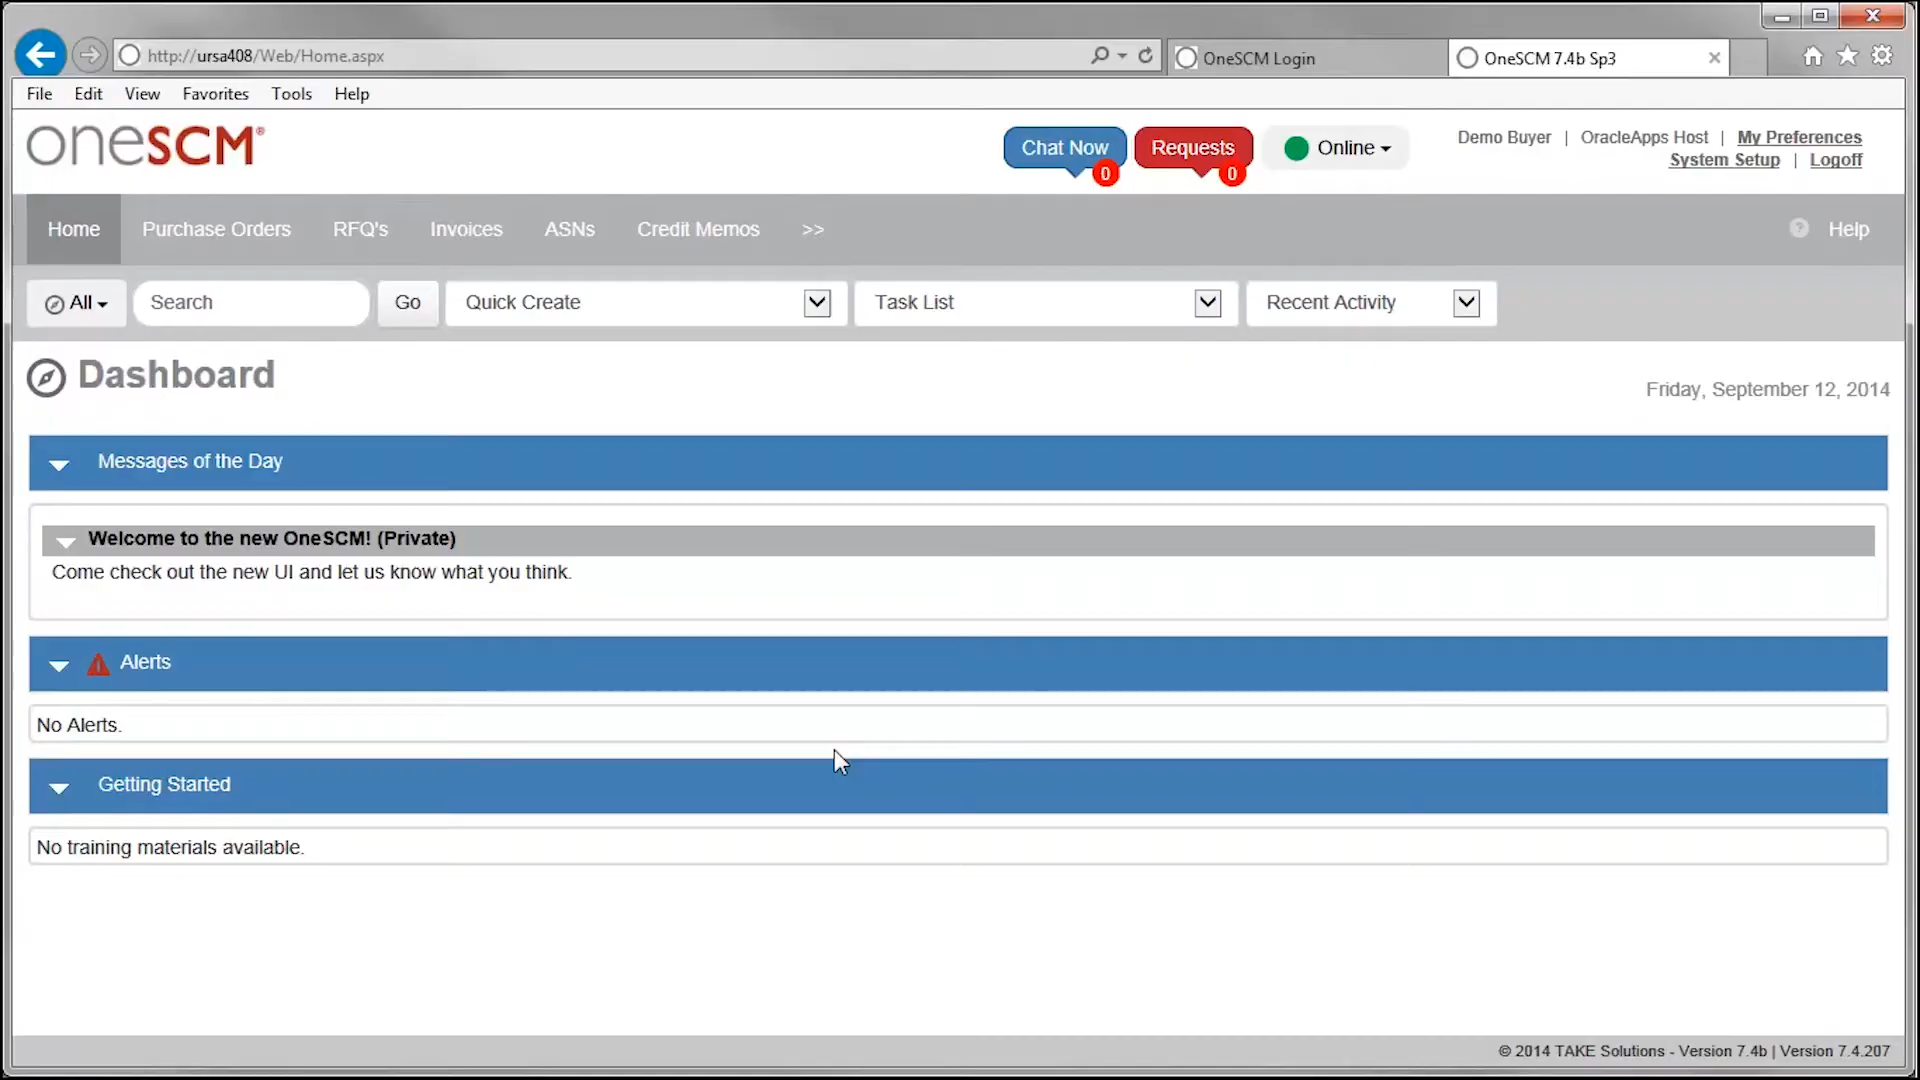 http://ursa408/Web/Home.aspx
OneSCM Login
OneSCM 7.4b Sp3
File Edit View Favorites Tools Help
oneSCM®
Chat Now 0
Requests 0
Online
Demo Buyer | OracleApps Host | My Preferences
System Setup | Logoff
Home Purchase Orders RFQ's Invoices ASNs Credit Memos >> ? Help
All Search Go Quick Create Task List Recent Activity
Dashboard
Friday, September 12, 2014
Messages of the Day
Welcome to the new OneSCM! (Private)
Come check out the new UI and let us know what you think.
Alerts
No Alerts.
Getting Started
No training materials available.
© 2014 TAKE Solutions - Version 7.4b | Version 7.4.207